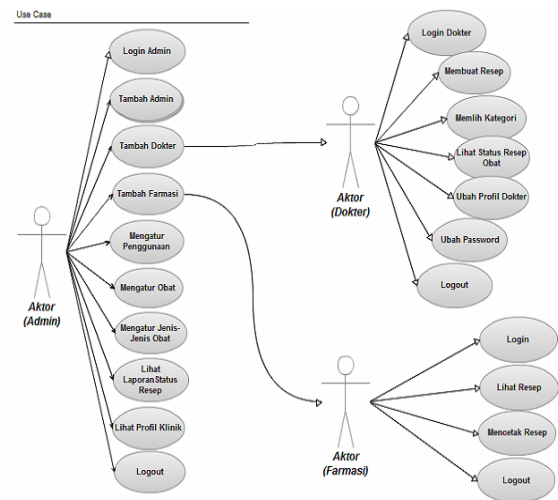 Use Case
Login Admin
Tambah Admin
Tambah Dokter
Tambah Farmasi
Mengatur
Penggunaan
Mengatur Obat
Mengatur Jenis-
Jenis Obat
Lihat
LaporanStatus
Resep
Lihat Profil Klinik
Logout
Aktor
(Admin)
Login Dokter
Membuat Resep
Memlih Kategori
Lihat Status Resep
Obat
Ubah Profil Dokter
Ubah Password
Logout
Aktor
(Dokter)
Login
Lihat Resep
Mencetak Resep
Logout
Aktor
(Farmasi)